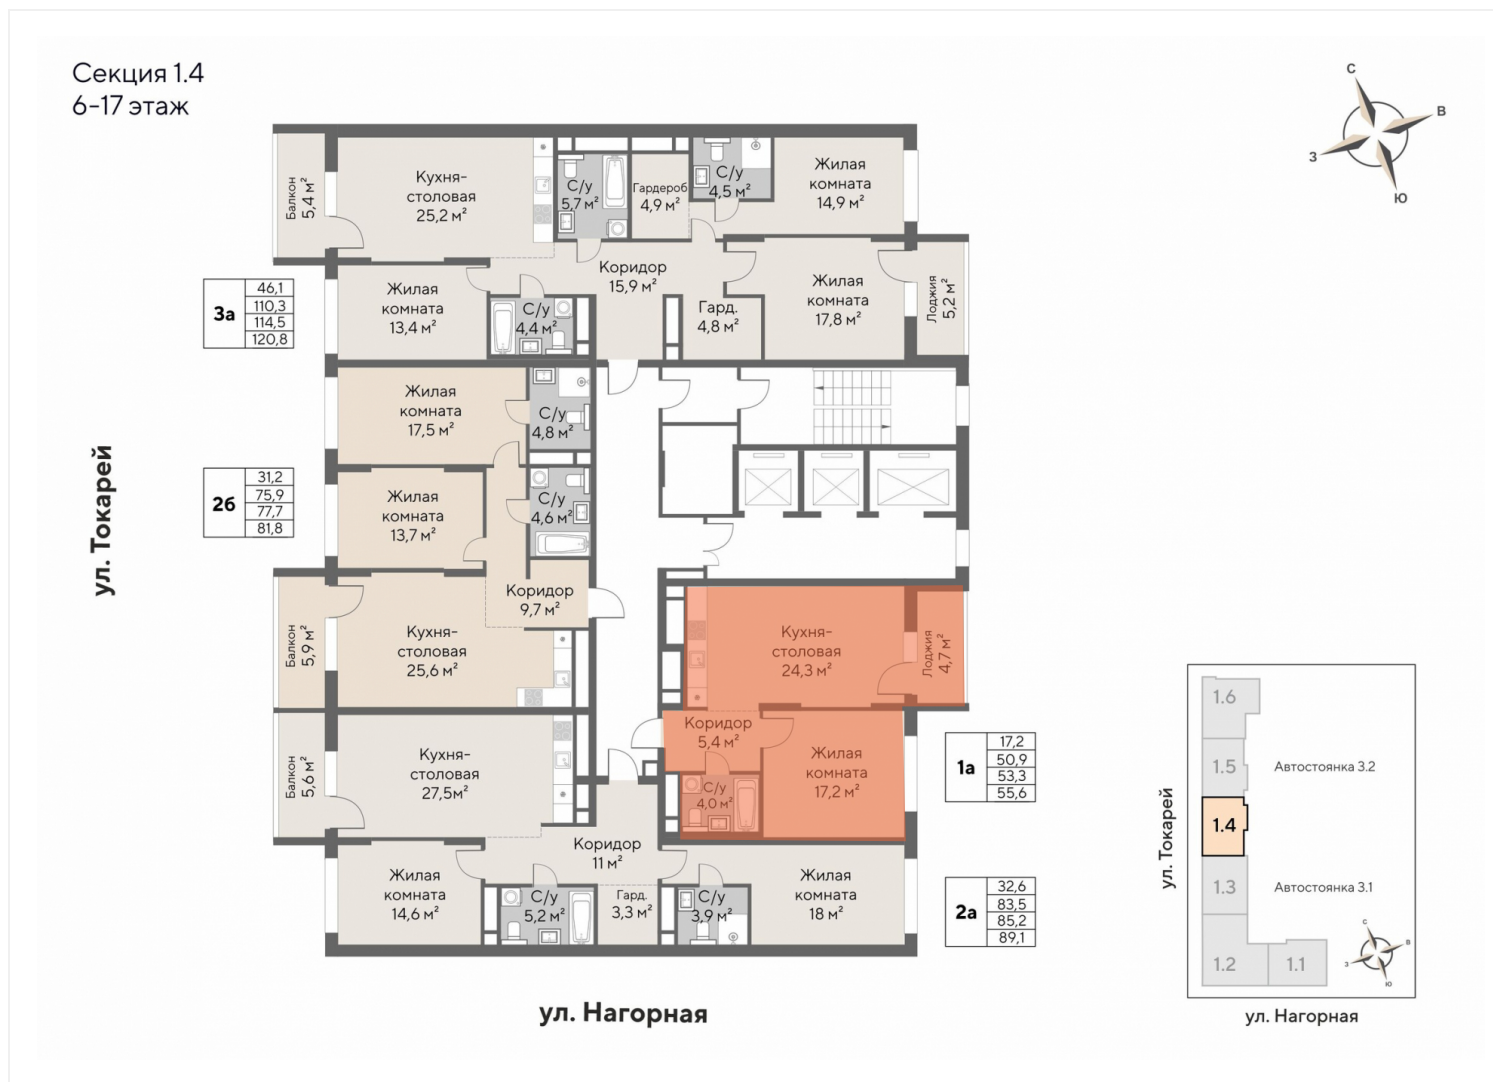 Секция 1.4
6-17 этаж
С
В
З
Ю
Балкон
5,4 м²
Кухня-
столовая
25,2 м²
С/у
5,7 м²
Гардероб
4,9 м²
С/у
4,5 м²
Жилая
комната
14,9 м²
Коридор
15,9 м²
Жилая
комната
13,4 м²
С/у
4,4 м²
Гард.
4,8 м²
Жилая
комната
17,8 м²
Лоджия
5,2 м²
3а
46,1
110,3
114,5
120,8
Жилая
комната
17,5 м²
С/у
4,8 м²
2б
31,2
75,9
77,7
81,8
Жилая
комната
13,7 м²
С/у
4,6 м²
ул. Токарей
Коридор
9,7 м²
Балкон
5,9 м²
Кухня-
столовая
25,6 м²
Кухня-
столовая
24,3 м²
Лоджия
4,7 м²
Коридор
5,4 м²
Жилая
комната
17,2 м²
С/у
4,0 м²
1а
17,2
50,9
53,3
55,6
Балкон
5,6 м²
Кухня-
столовая
27,5м²
Коридор
11 м²
Жилая
комната
14,6 м²
С/у
5,2 м²
Гард.
3,3 м²
С/у
3,9 м²
Жилая
комната
18 м²
2а
32,6
83,5
85,2
89,1
ул. Нагорная
1.6
1.5
Автостоянка 3.2
1.4
ул. Токарей
1.3
Автостоянка 3.1
1.2
1.1
С
В
З
Ю
ул. Нагорная